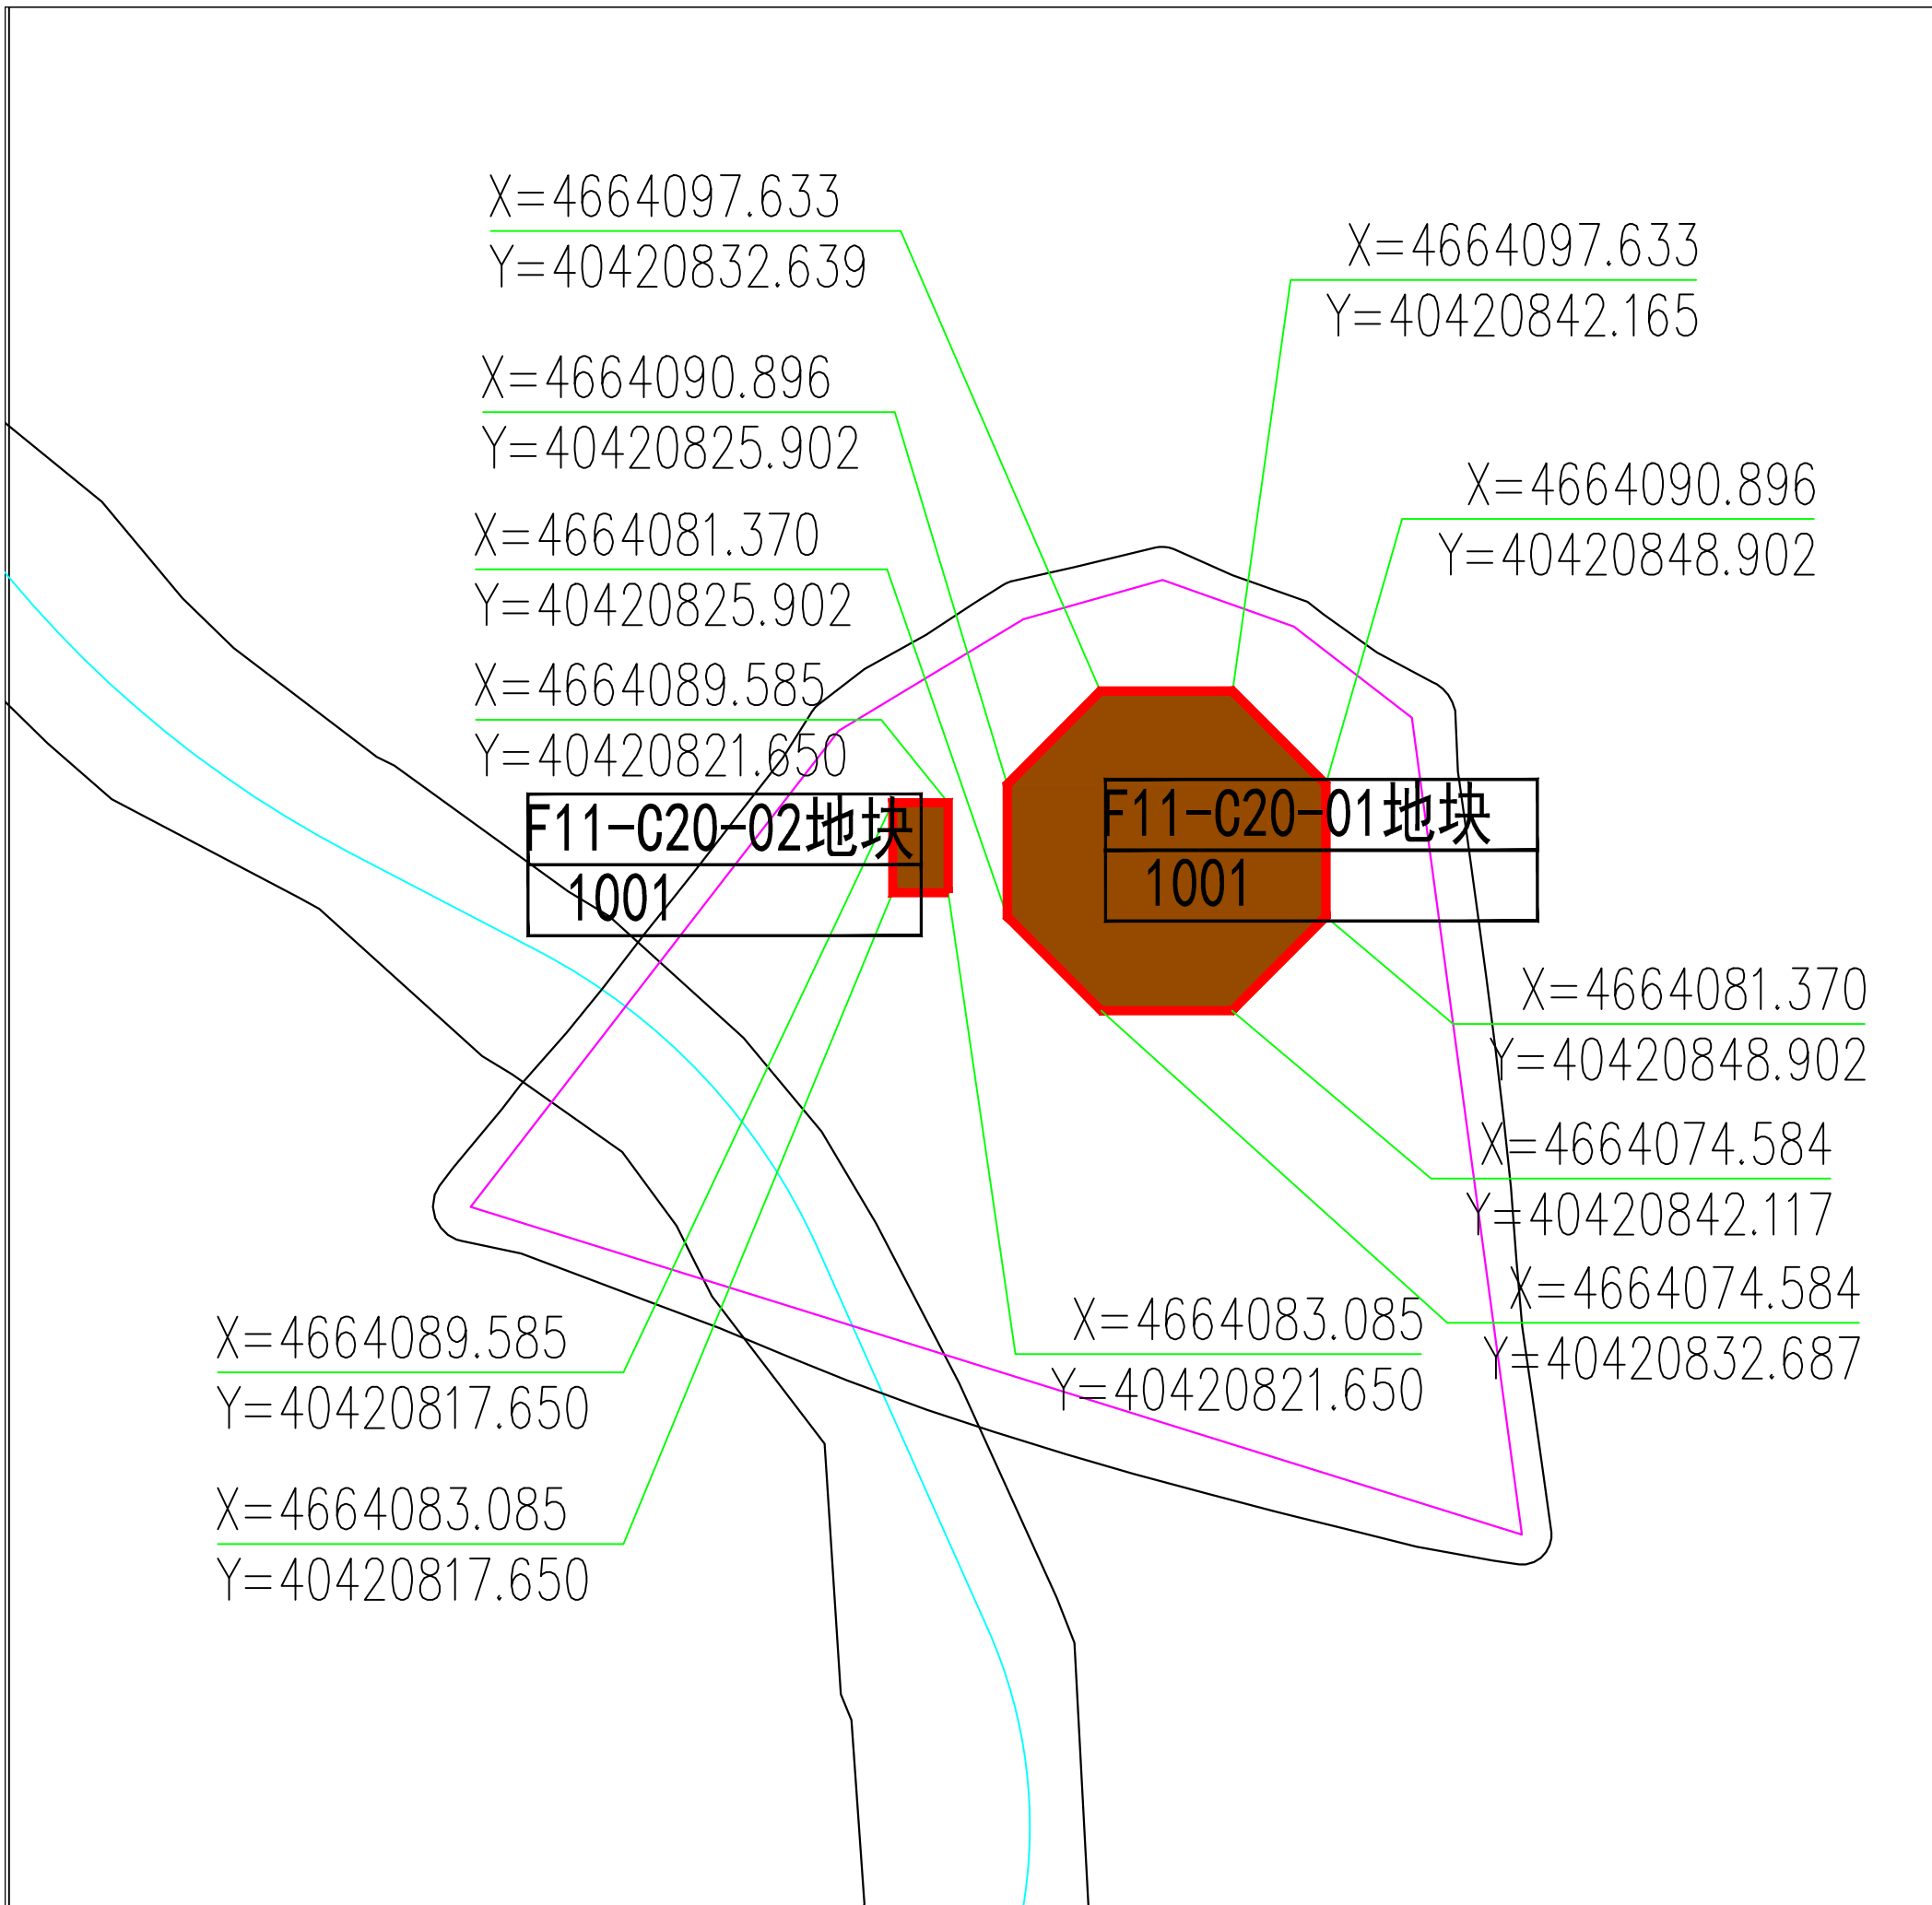 X=4664097.633
Y=40420832.639
X=4664097.633
Y=40420842.165
X=4664090.896
Y=40420825.902
X=4664090.896
Y=40420848.902
X=4664081.370
Y=40420825.902
X=4664089.585
Y=40420821.650
F11-C20-02地块
1001
F11-C20-01地块
1001
X=4664081.370
Y=40420848.902
X=4664074.584
Y=40420842.117
X=4664074.584
Y=40420832.687
X=4664083.085
Y=40420821.650
X=4664089.585
Y=40420817.650
X=4664083.085
Y=40420817.650